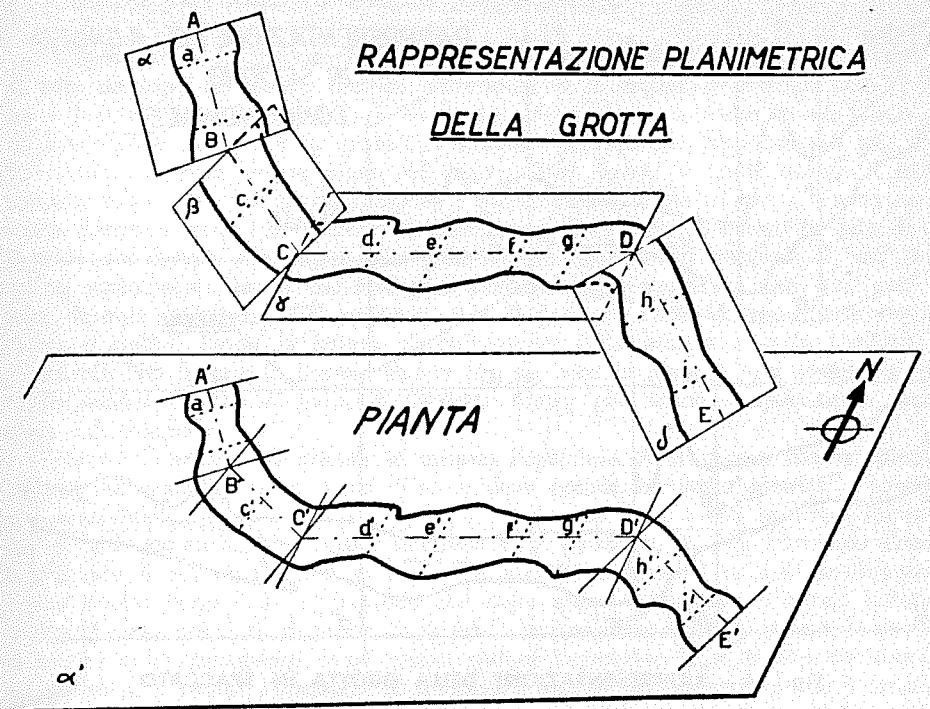 RAPPRESENTAZIONE PLANIMETRICA
DELLA GROTTA
A
α
a
B
β
c
C
d
e
f
g
D
γ
h
i
E
δ
A'
a
PIANTA
N
B'
c
C'
d'
e'
f'
g'
D'
h'
i'
E'
α'